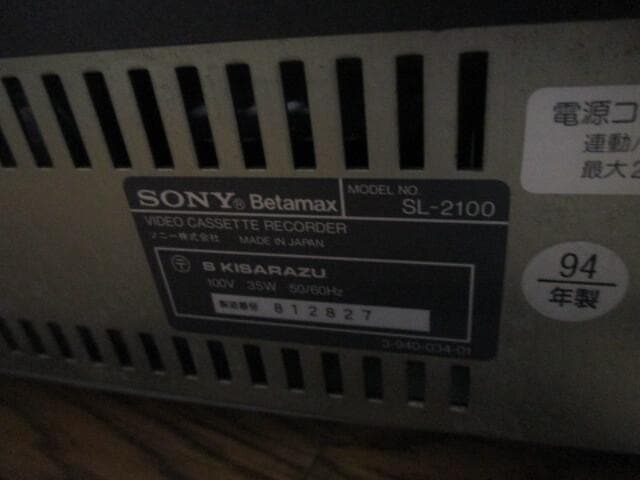 電源コ
連動/
最大2
SONY® Betamax
MODEL NO.
SL-2100
VIDEO CASSETTE RECORDER
ソニー株式会社 MADE IN JAPAN
〒 S KISARAZU
100V 35W 50/60Hz
製造番号 812827
3-940-034-01
94
年製